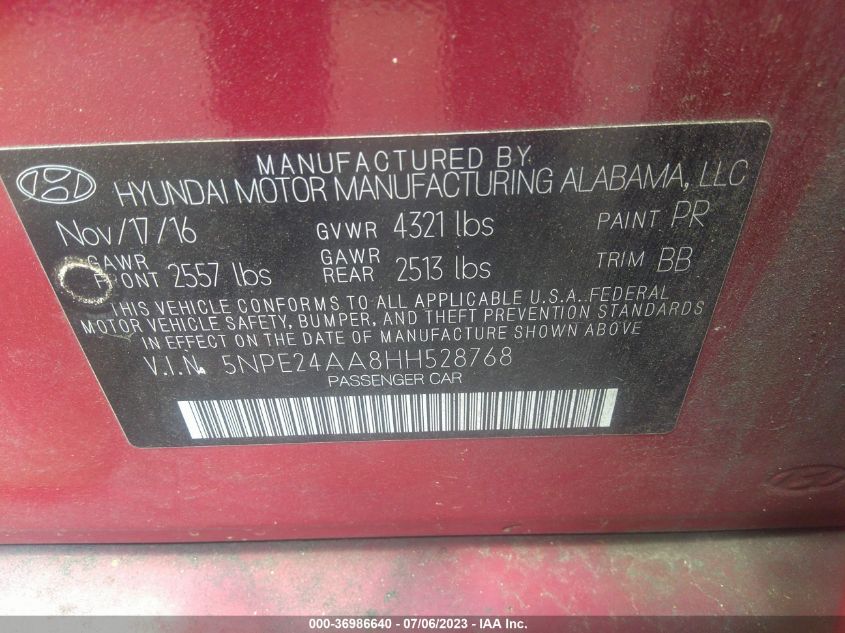 MANUFACTURED BY
HYUNDAI MOTOR MANUFACTURING ALABAMA, LLC
Nov/17/16 GVWR 4321 lbs PAINT PR
GAWR FRONT 2557 lbs GAWR REAR 2513 lbs TRIM BB
THIS VEHICLE CONFORMS TO ALL APPLICABLE U.S.A. FEDERAL
MOTOR VEHICLE SAFETY, BUMPER, AND THEFT PREVENTION STANDARDS
IN EFFECT ON THE DATE OF MANUFACTURE SHOWN ABOVE.
V.I.N. 5NPE24AA8HH528768
PASSENGER CAR
000-36986640 - 07/06/2023 - IAA Inc.